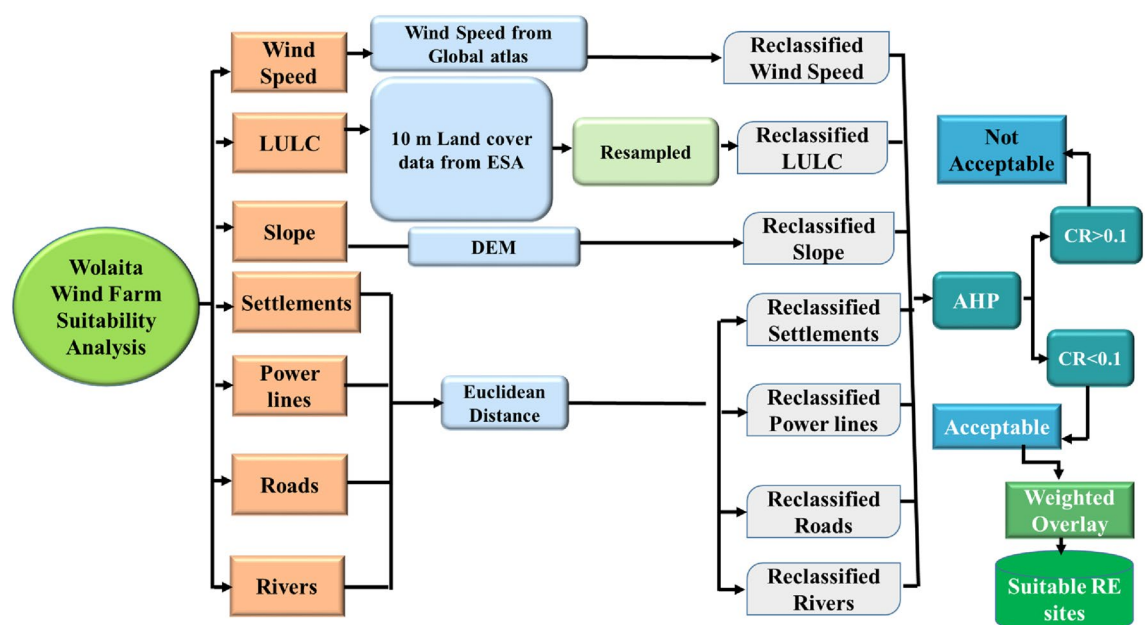 Wolaita
Wind Farm
Suitability
Analysis
Wind
Speed
LULC
Slope
Settlements
Power
lines
Roads
Rivers
Wind Speed from
Global atlas
10 m Land cover
data from ESA
Resampled
DEM
Euclidean
Distance
Reclassified
Wind Speed
Reclassified
LULC
Reclassified
Slope
Reclassified
Settlements
Reclassified
Power lines
Reclassified
Roads
Reclassified
Rivers
AHP
Not
Acceptable
CR>0.1
CR<0.1
Acceptable
Weighted
Overlay
Suitable RE
sites